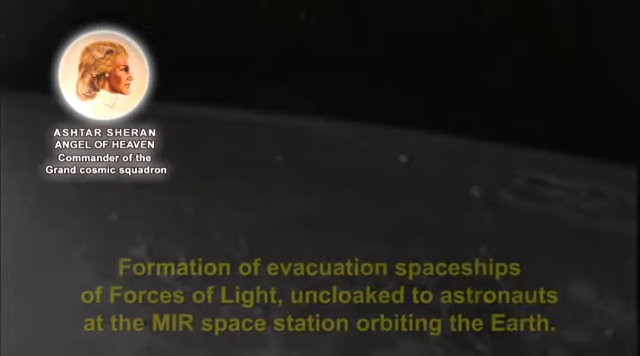 ASHTAR SHERAN
ANGEL OF HEAVEN
Commander of the
Grand cosmic squadron
Formation of evacuation spaceships
of Forces of Light, uncloaked to astronauts
at the MIR space station orbiting the Earth.